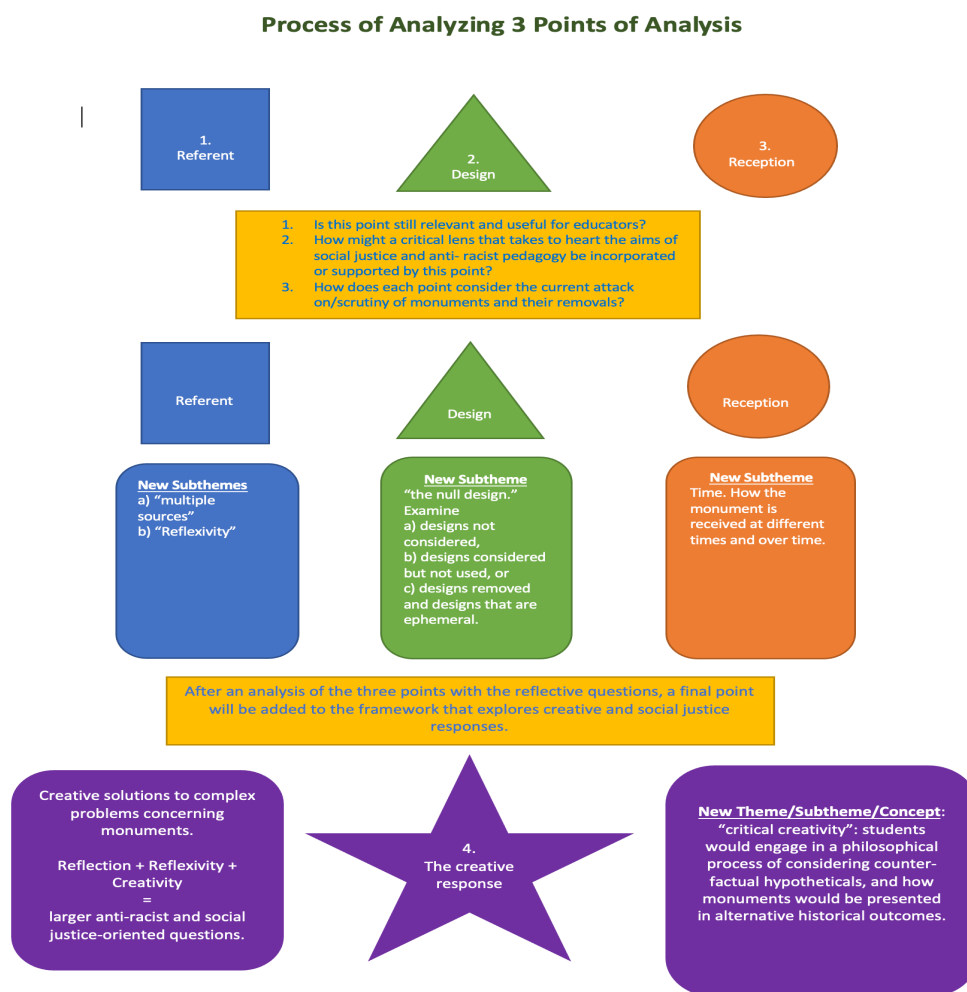 Process of Analyzing 3 Points of Analysis
1.
Referent
2.
Design
3.
Reception
1. Is this point still relevant and useful for educators?
2. How might a critical lens that takes to heart the aims of
social justice and anti- racist pedagogy be incorporated
or supported by this point?
3. How does each point consider the current attack
on/scrutiny of monuments and their removals?
Referent
Design
Reception
New Subthemes
a) “multiple
sources”
b) “Reflexivity”
New Subtheme
“the null design.”
Examine
a) designs not
considered,
b) designs considered
but not used, or
c) designs removed
and designs that are
ephemeral.
New Subtheme
Time. How the
monument is
received at different
times and over time.
After an analysis of the three points with the reflective questions, a final point
will be added to the framework that explores creative and social justice
responses.
Creative solutions to complex
problems concerning
monuments.
Reflection + Reflexivity +
Creativity
=
larger anti-racist and social
justice-oriented questions.
4.
The creative
response
New Theme/Subtheme/Concept:
“critical creativity”: students
would engage in a philosophical
process of considering counter-
factual hypotheticals, and how
monuments would be presented
in alternative historical outcomes.